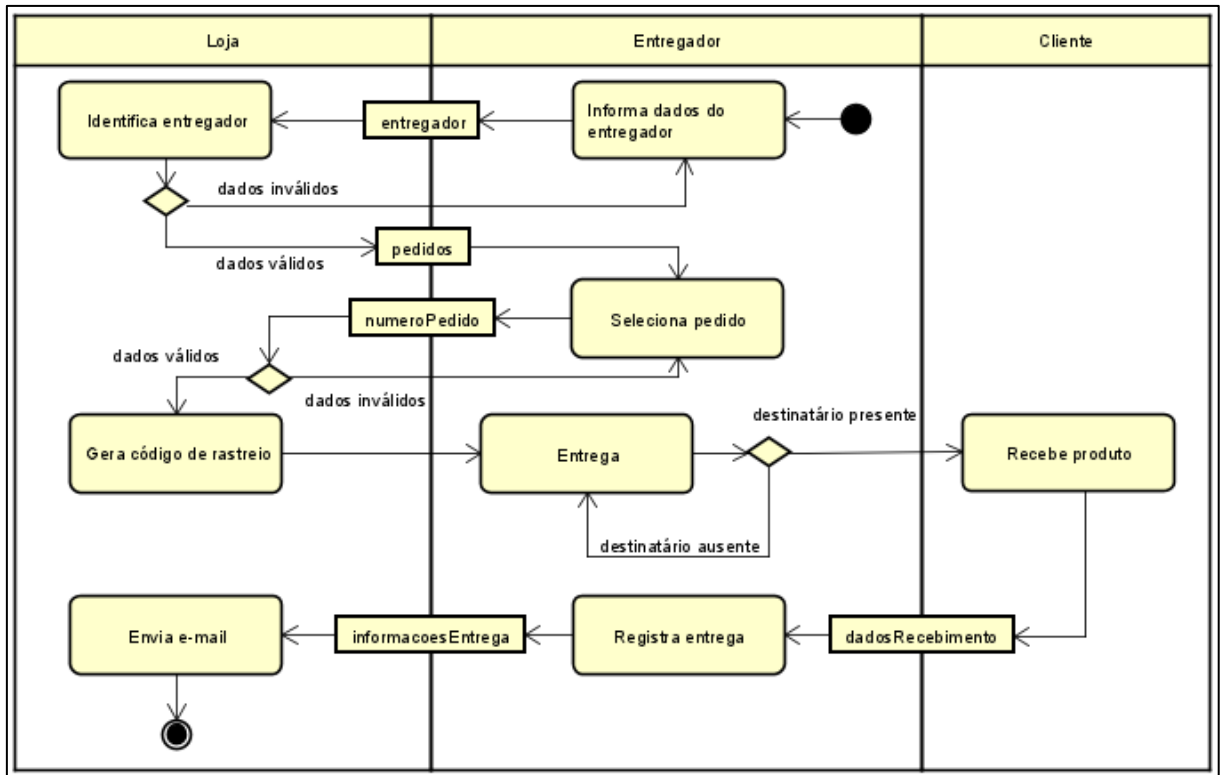 Loja
Entregador
Cliente
Identifica entregador
entregador
Informa dados do
entregador
dados inválidos
pedidos
dados válidos
numeroPedido
Seleciona pedido
dados válidos
dados inválidos
destinatário presente
Gera código de rastreio
Entrega
Recebe produto
destinatário ausente
Envia e-mail
informacoesEntrega
Registra entrega
dadosRecebimento